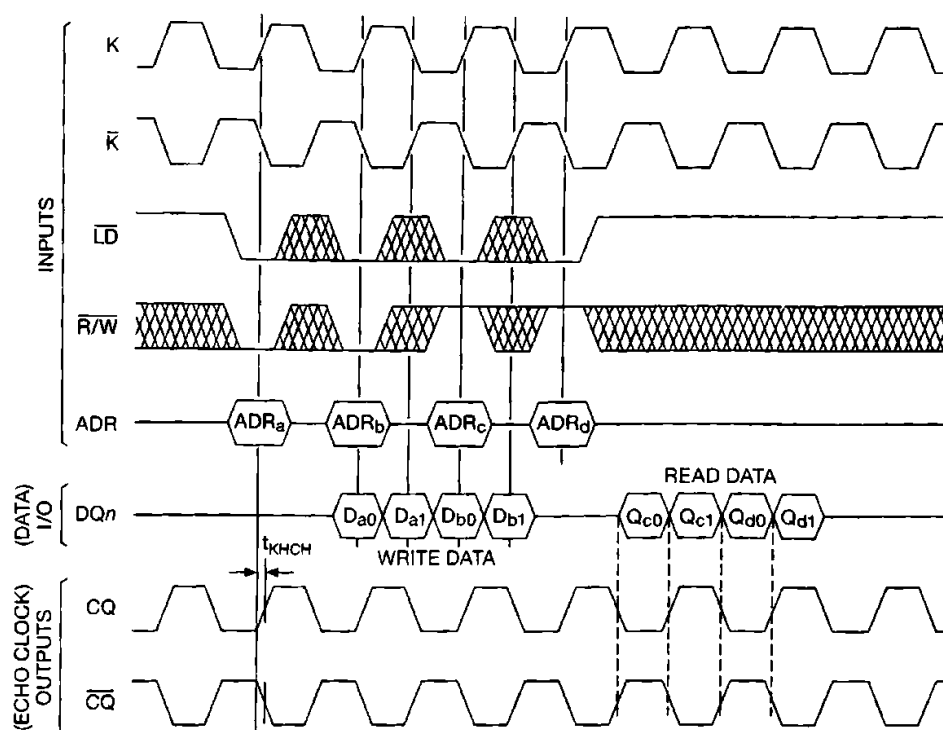 INPUTS
K
K̅
L̅D̅
R̅/̅W̅
ADR
ADRa
ADRb
ADRc
ADRd
(DATA)
I/O
DQn
Da0
Da1
Db0
Db1
WRITE DATA
READ DATA
Qc0
Qc1
Qd0
Qd1
tKHCH
(ECHO CLOCK)
OUTPUTS
CQ
C̅Q̅